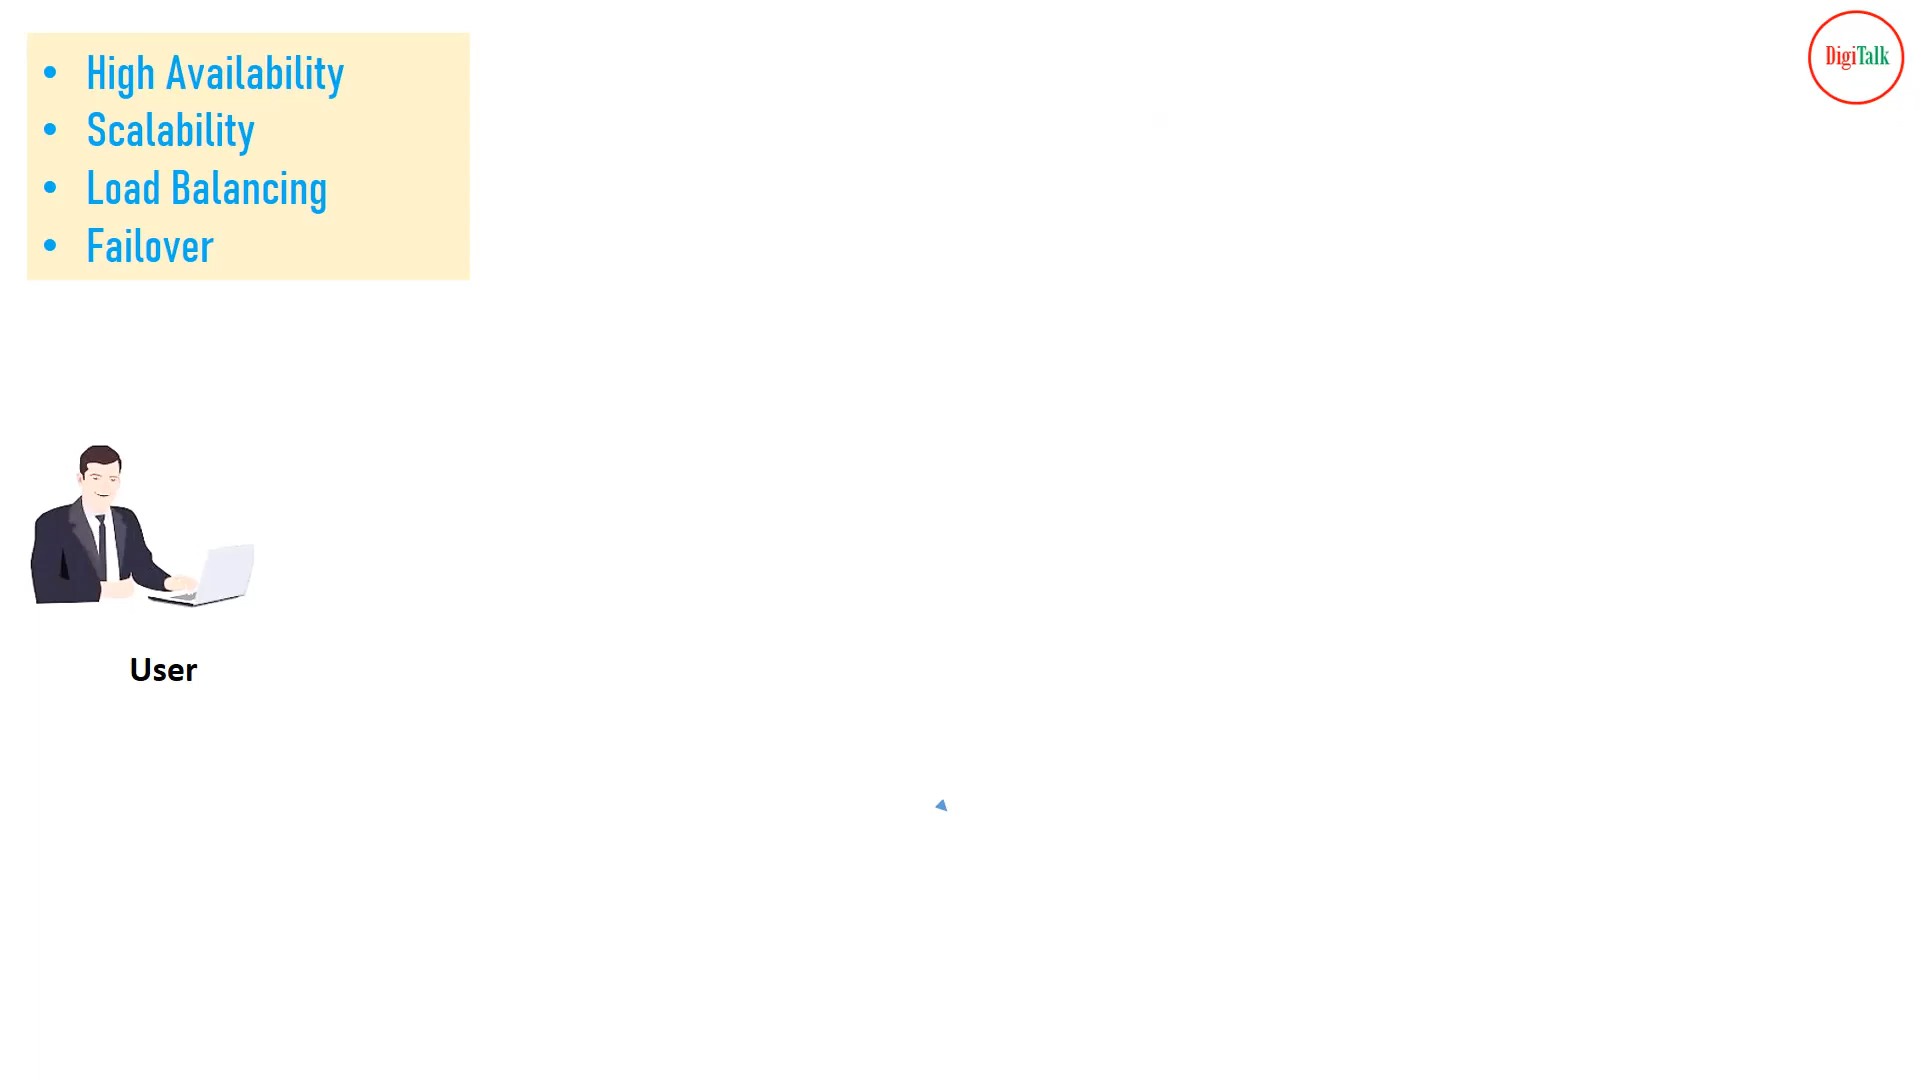 • High Availability
• Scalability
• Load Balancing
• Failover
DigiTalk
User